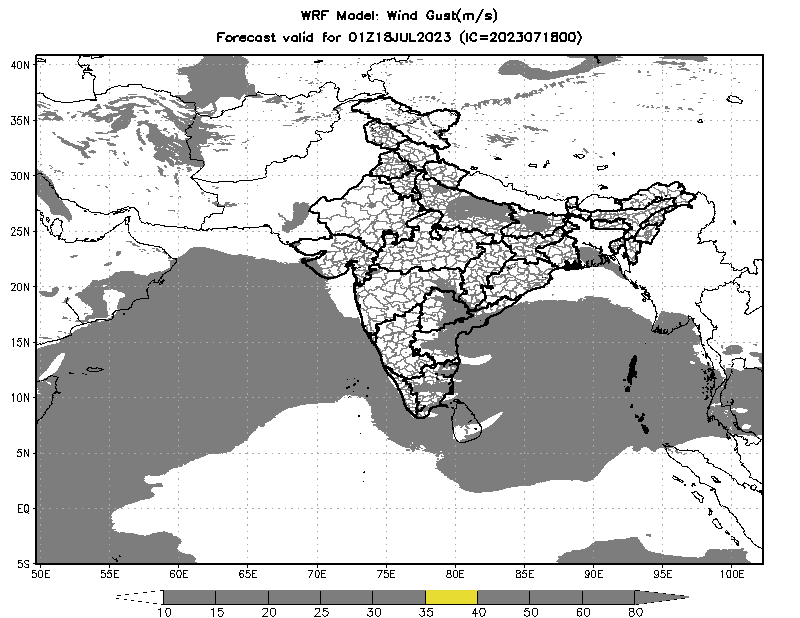 WRF Model: Wind Gust(m/s)
Forecast valid for 01Z18JUL2023 (IC=2023071800)
40N
35N
30N
25N
20N
15N
10N
5N
EQ
5S
50E 55E 60E 65E 70E 75E 80E 85E 90E 95E 100E
10 15 20 25 30 35 40 50 60 80